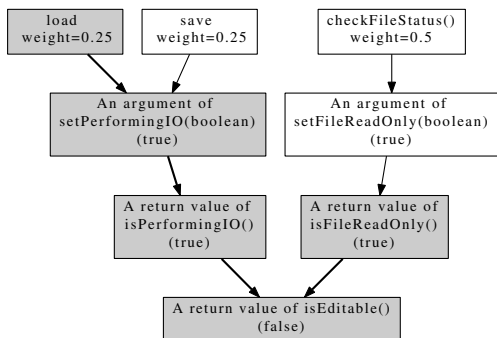 load
weight=0.25
save
weight=0.25
checkFileStatus()
weight=0.5
An argument of
setPerformingIO(boolean)
(true)
An argument of
setFileReadOnly(boolean)
(true)
A return value of
isPerformingIO()
(true)
A return value of
isFileReadOnly()
(true)
A return value of isEditable()
(false)